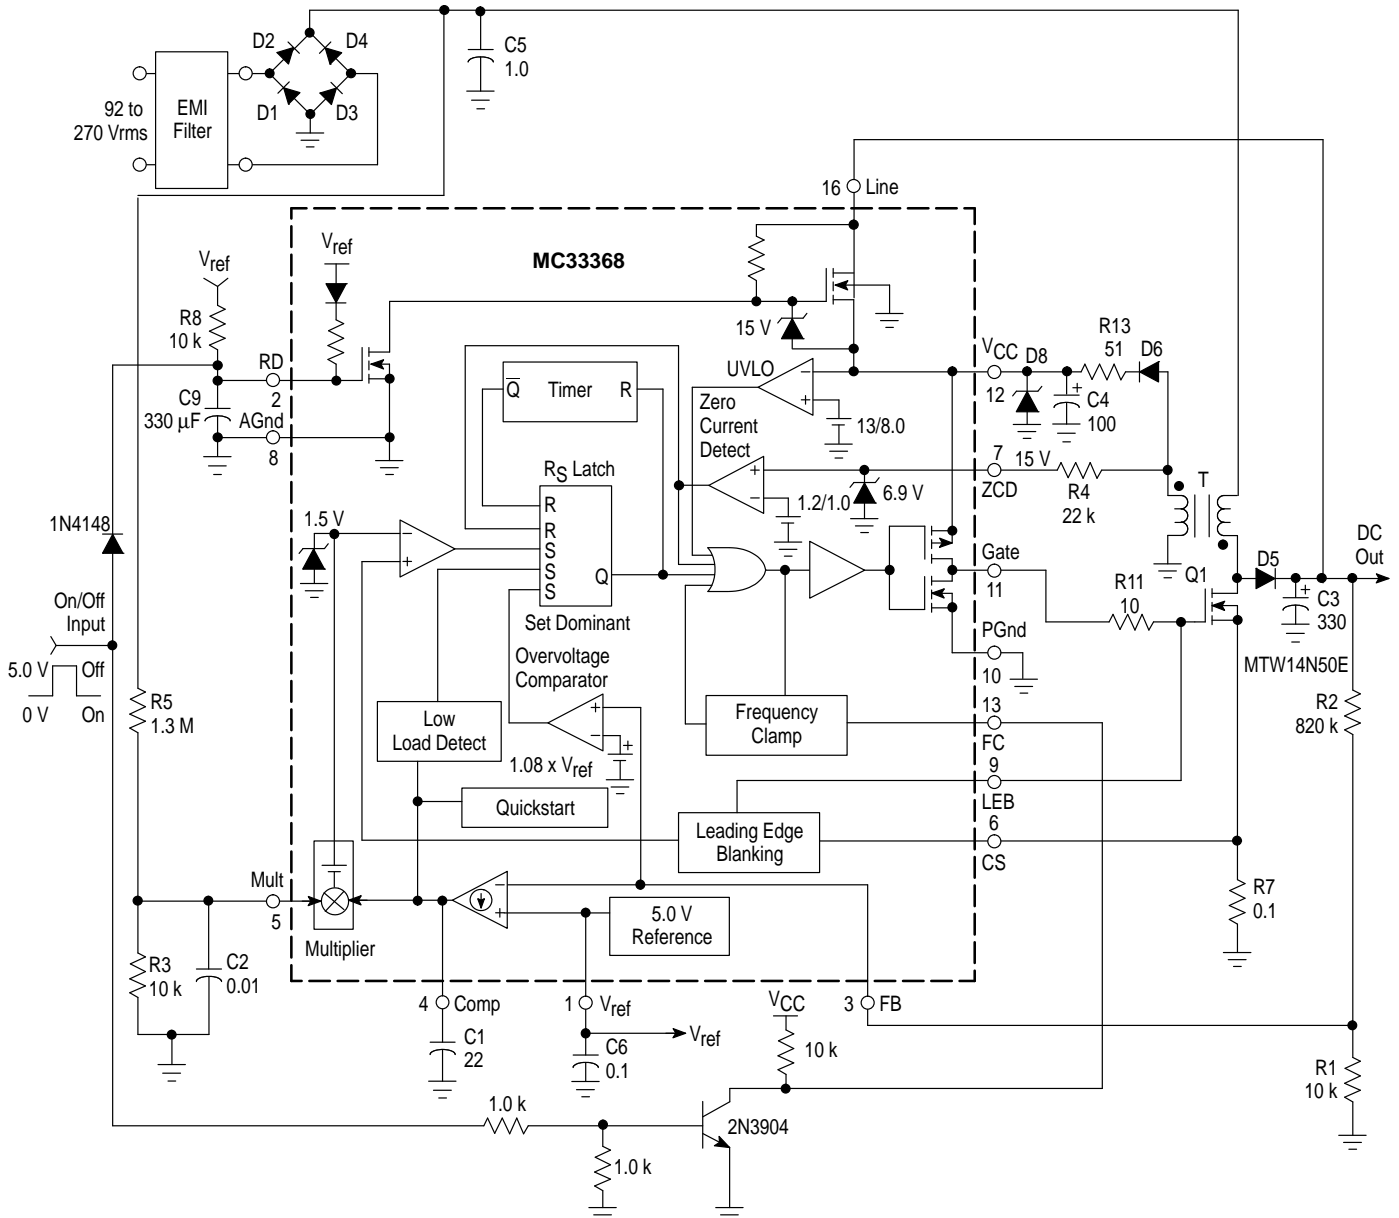 D2
D4
D1
D3
C5
1.0
92 to
270 Vrms
EMI
Filter
16
Line
MC33368
Vref
Vref
R8
10 k
RD
2
C9
330 μF
AGnd
8
15 V
UVLO
VCC
12
D8
R13
51
D6
C4
100
+
13/8.0
Zero
Current
Detect
Q
Timer
R
7
ZCD
15 V
R4
22 k
T
6.9 V
1.2/1.0
RS Latch
R
R
S
S
S
Q
Set Dominant
1N4148
1.5 V
-
+
Gate
11
R11
10
Q1
D5
DC
Out
+
C3
330
MTW14N50E
On/Off
Input
5.0 V
Off
0 V
On
R5
1.3 M
PGnd
10
Overvoltage
Comparator
+
-
+
1.08 x Vref
Low
Load Detect
Frequency
Clamp
13
FC
R2
820 k
9
LEB
Quickstart
Leading Edge
Blanking
6
CS
Mult
5
Multiplier
-
+
5.0 V
Reference
R7
0.1
R3
10 k
C2
0.01
4
Comp
1
Vref
3
FB
C1
22
Vref
C6
0.1
VCC
10 k
R1
10 k
1.0 k
2N3904
1.0 k